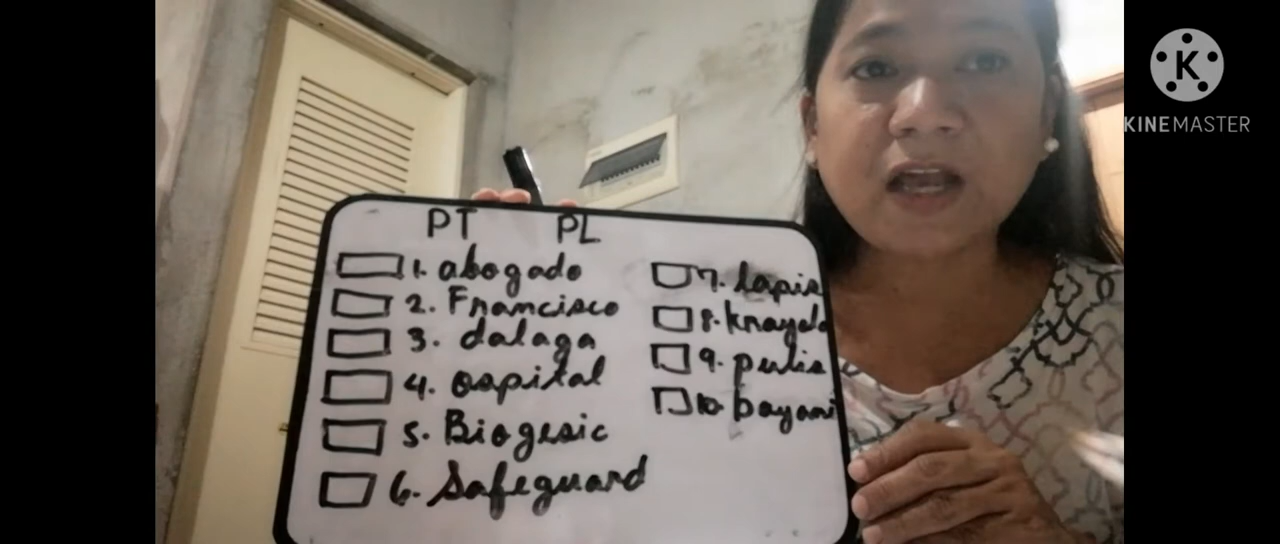 PT PL
1. abogado
2. Francisco
3. dalaga
4. ospital
5. Biogesic
6. Safeguard
7. lapis
8. krayola
9. pulis
10. bayani
K
KINEMASTER